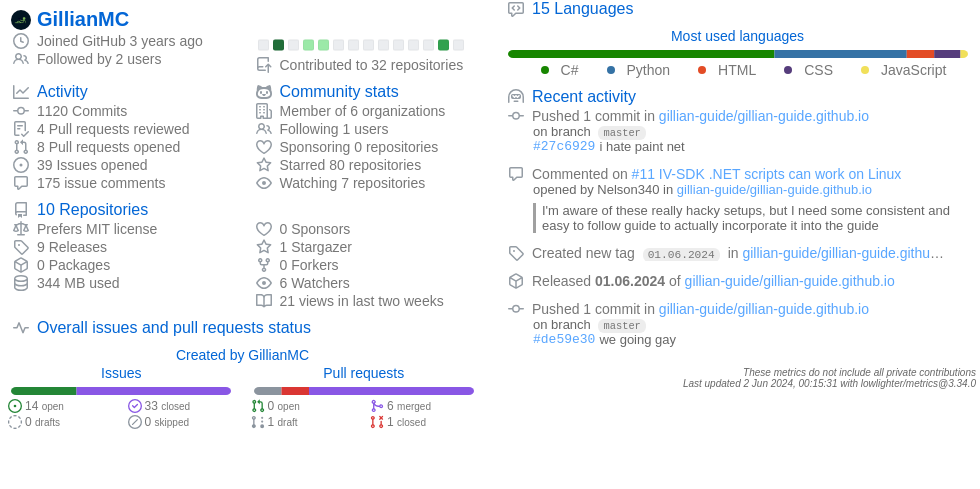 GillianMC
Joined GitHub 3 years ago
Followed by 2 users
Contributed to 32 repositories
Activity
1120 Commits
4 Pull requests reviewed
8 Pull requests opened
39 Issues opened
175 issue comments
Community stats
Member of 6 organizations
Following 1 users
Sponsoring 0 repositories
Starred 80 repositories
Watching 7 repositories
10 Repositories
Prefers MIT license
9 Releases
0 Packages
344 MB used
0 Sponsors
1 Stargazer
0 Forkers
6 Watchers
21 views in last two weeks
Overall issues and pull requests status
Created by GillianMC
Issues
14 open
33 closed
0 drafts
0 skipped
Pull requests
0 open
6 merged
1 draft
1 closed
15 Languages
Most used languages
C# Python HTML CSS JavaScript
Recent activity
Pushed 1 commit in gillian-guide/gillian-guide.github.io
on branch master
#27c6929 i hate paint net
Commented on #11 IV-SDK .NET scripts can work on Linux
opened by Nelson340 in gillian-guide/gillian-guide.github.io
I'm aware of these really hacky setups, but I need some consistent and
easy to follow guide to actually incorporate it into the guide
Created new tag 01.06.2024 in gillian-guide/gillian-guide.githu…
Released 01.06.2024 of gillian-guide/gillian-guide.github.io
Pushed 1 commit in gillian-guide/gillian-guide.github.io
on branch master
#de59e30 we going gay
These metrics do not include all private contributions
Last updated 2 Jun 2024, 00:15:31 with lowlighter/metrics@3.34.0